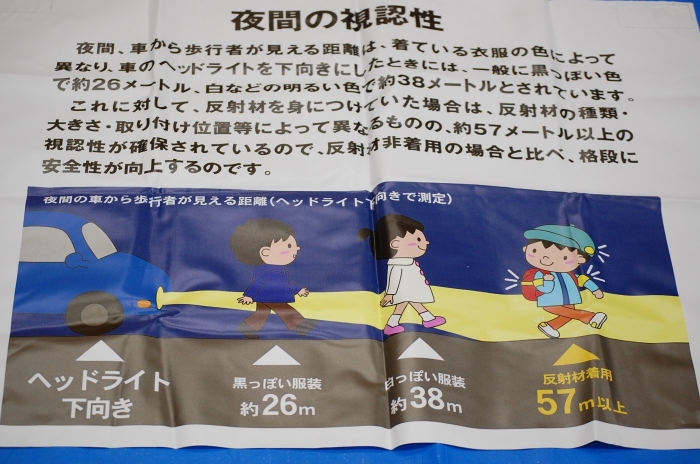 夜間の視認性
夜間、車から歩行者が見える距離は、着ている衣服の色によって
異なり、車のヘッドライトを下向きにしたときには、一般に黒っぽい色
で約26メートル、白などの明るい色で約38メートルとされています。
これに対して、反射材を身につけていた場合は、反射材の種類・
大きさ・取り付け位置等によって異なるものの、約57メートル以上の
視認性が確保されているので、反射材非着用の場合と比べ、格段に
安全性が向上するのです。
夜間の車から歩行者が見える距離(ヘッドライト下向きで測定)
ヘッドライト
下向き
黒っぽい服装
約26m
白っぽい服装
約38m
反射材着用
57m以上